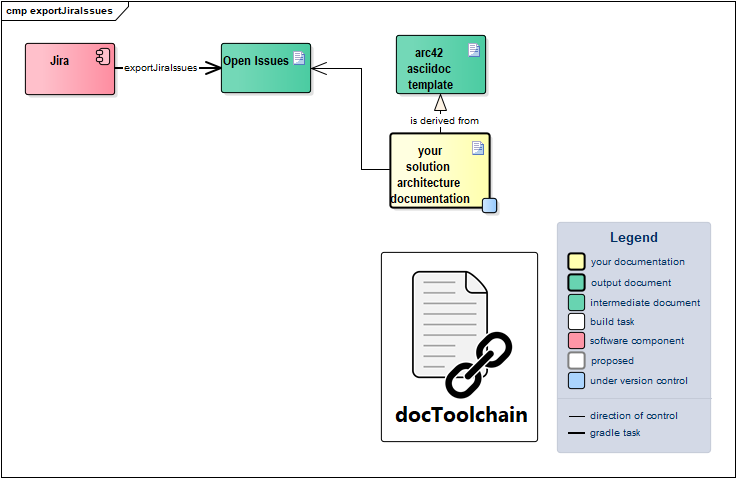 cmp exportJiraIssues
Jira
exportJiraIssues
Open Issues
arc42
asciidoc
template
is derived from
your
solution
architecture
documentation
docToolchain
Legend
your documentation
output document
intermediate document
build task
software component
proposed
under version control
direction of control
gradle task